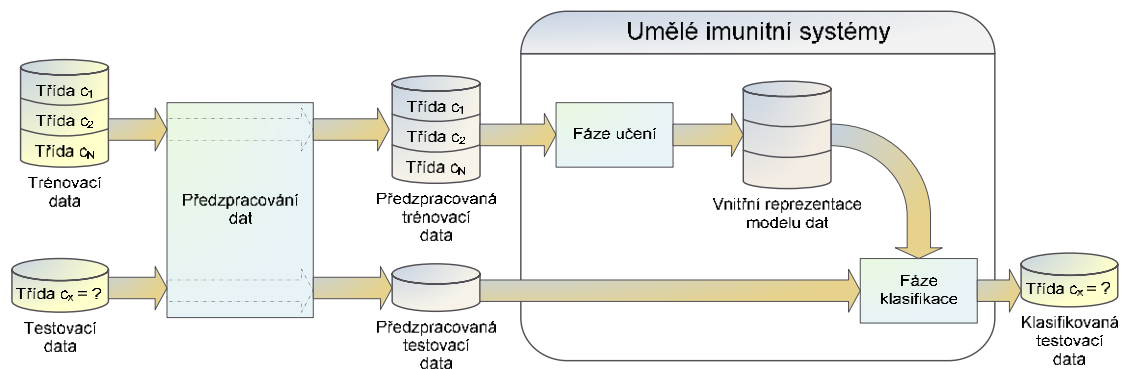 Umělé imunitní systémy
Třída c1
Třída c2
Třída cN
Trénovací
data
Předzpracování
dat
Třída c1
Třída c2
Třída cN
Předzpracovaná
trénovací
data
Fáze učení
Vnitřní reprezentace
modelu dat
Třída cx = ?
Testovací
data
Předzpracovaná
testovací
data
Fáze
klasifikace
Třída cx = ?
Klasifikovaná
testovací
data